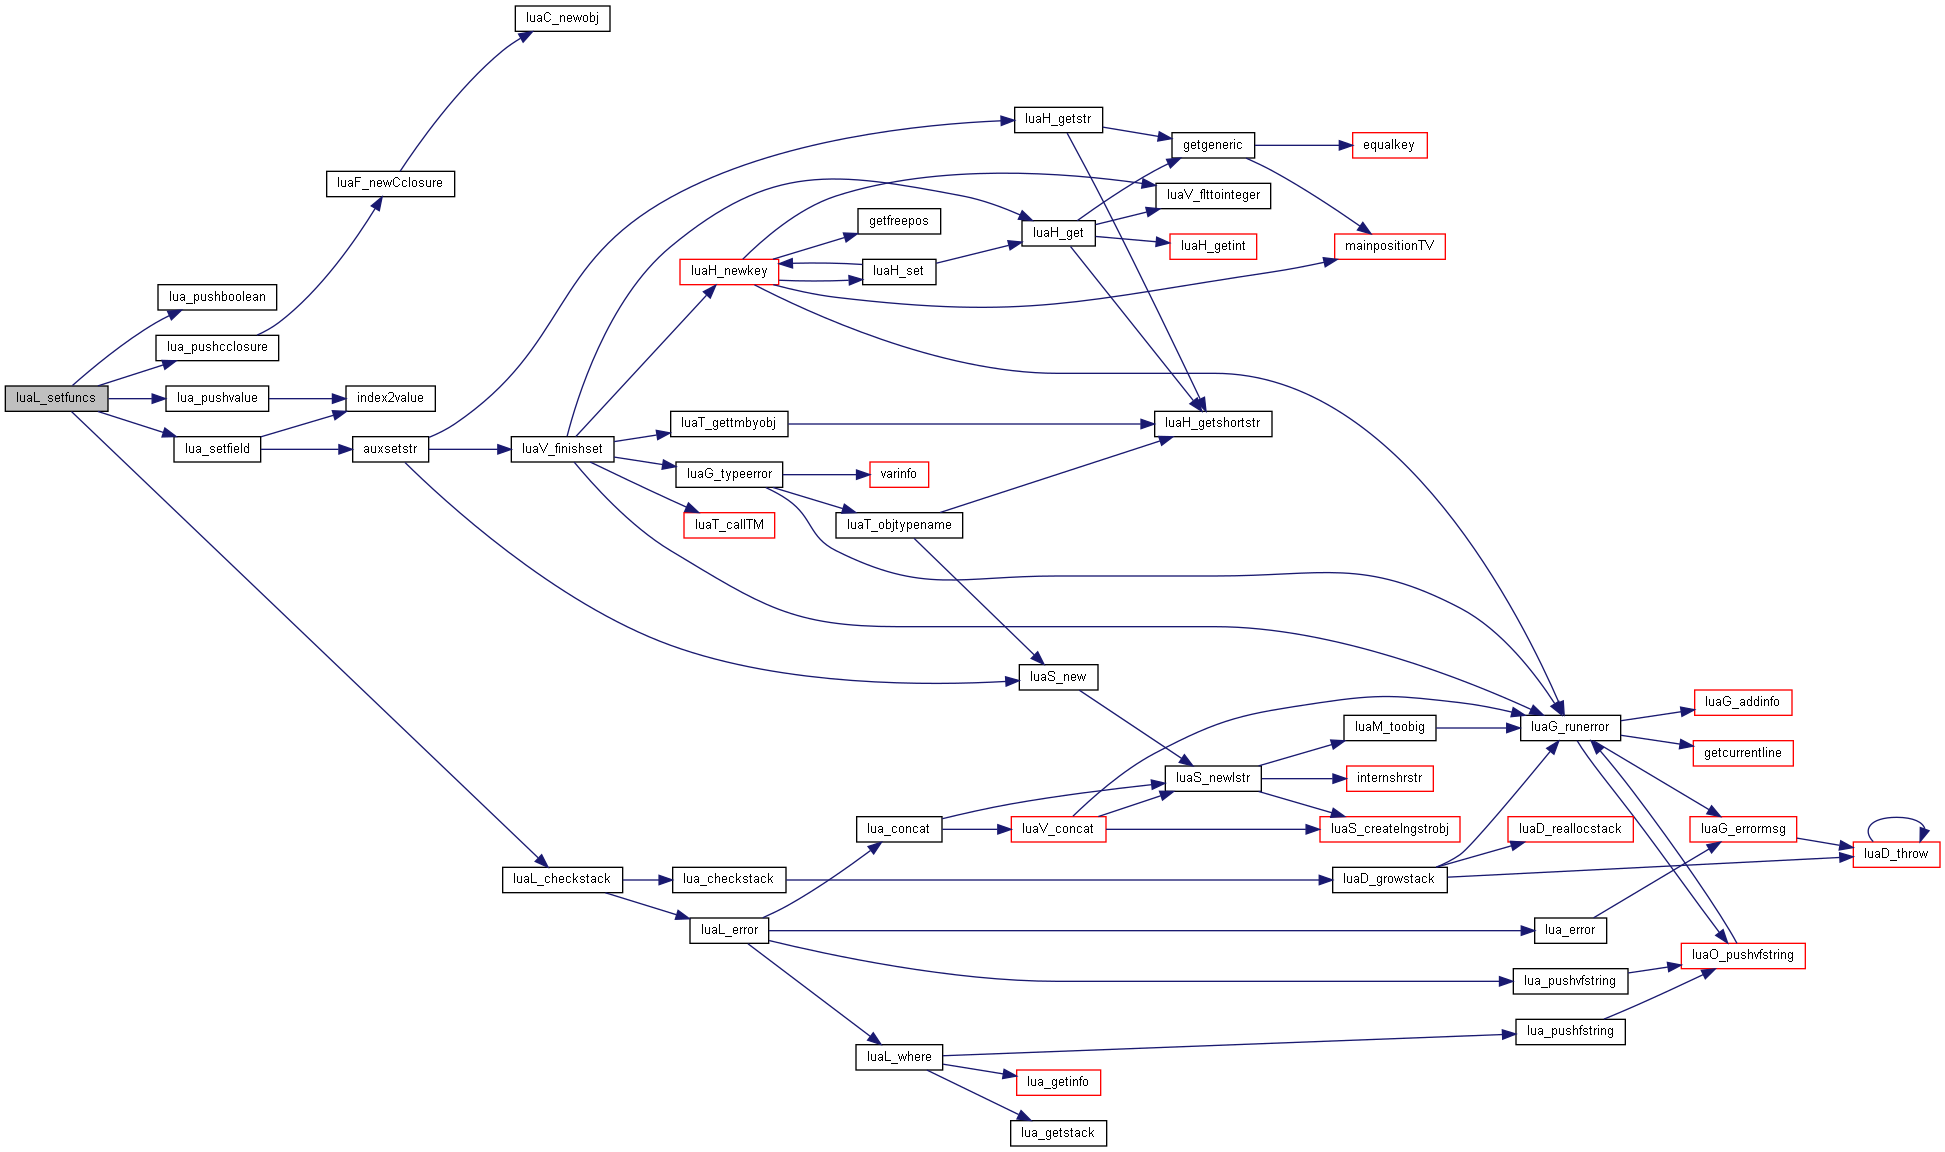 luaC_newobj
luaH_getstr
getgeneric
equalkey
luaF_newCclosure
luaV_flttointeger
getfreepos
luaH_get
luaH_getint
mainpositionTV
luaH_newkey
luaH_set
lua_pushboolean
lua_pushcclosure
luaL_setfuncs
lua_pushvalue
index2value
luaT_gettmbyobj
luaH_getshortstr
lua_setfield
auxsetstr
luaV_finishset
luaG_typeerror
varinfo
luaT_callTM
luaT_objtypename
luaS_new
luaG_addinfo
luaM_toobig
luaG_runerror
getcurrentline
luaS_newlstr
internshrstr
lua_concat
luaV_concat
luaS_createlngstrobj
luaD_reallocstack
luaG_errormsg
luaD_throw
luaL_checkstack
lua_checkstack
luaD_growstack
luaL_error
lua_error
luaO_pushvfstring
lua_pushvfstring
lua_pushfstring
luaL_where
lua_getinfo
lua_getstack